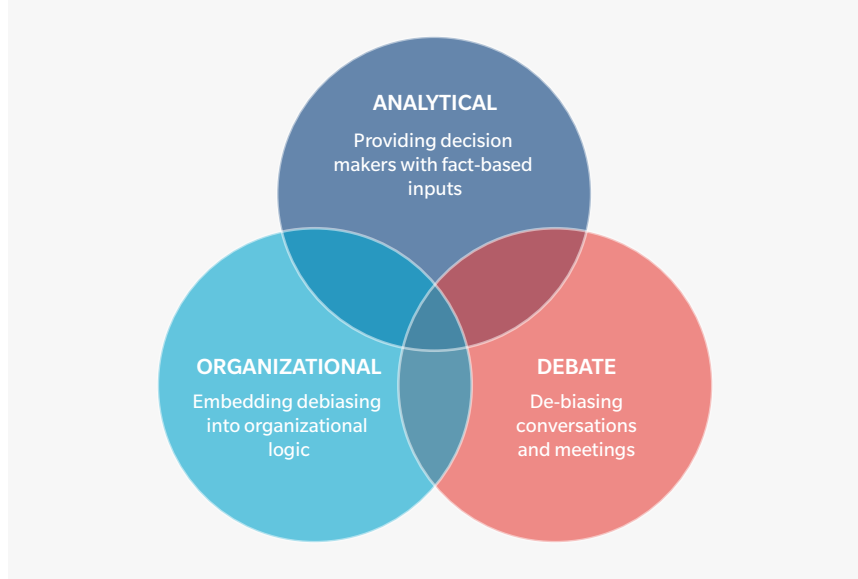 ANALYTICAL
Providing decision
makers with fact-based
inputs
ORGANIZATIONAL
Embedding debiasing
into organizational
logic
DEBATE
De-biasing
conversations
and meetings